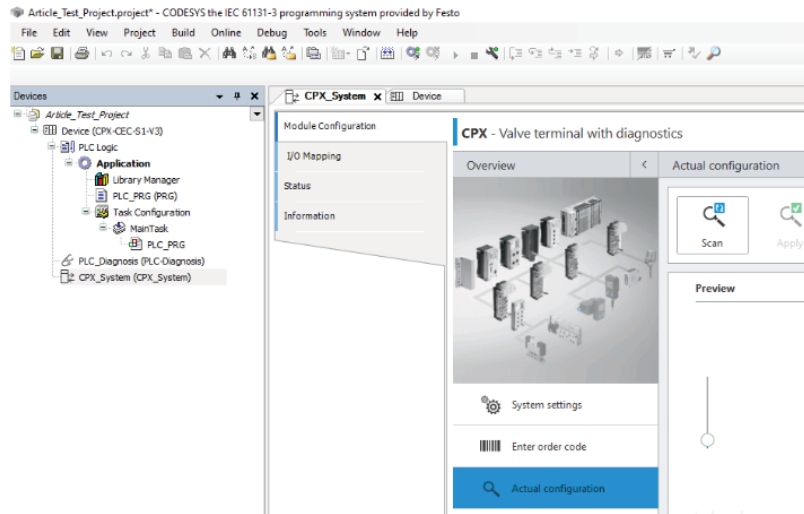 Article_Test_Project.project* - CODESYS the IEC 61131-3 programming system provided by Festo
File Edit View Project Build Online Debug Tools Window Help
Devices
Article_Test_Project
Device (CPX-CEC-S1-V3)
PLC Logic
Application
Library Manager
PLC_PRG (PRG)
Task Configuration
MainTask
PLC_PRG
PLC_Diagnosis (PLC-Diagnosis)
CPX_System (CPX_System)
CPX_System Device
Module Configuration
I/O Mapping
Status
Information
CPX - Valve terminal with diagnostics
Overview
System settings
Enter order code
Actual configuration
Actual configuration
Scan Apply
Preview